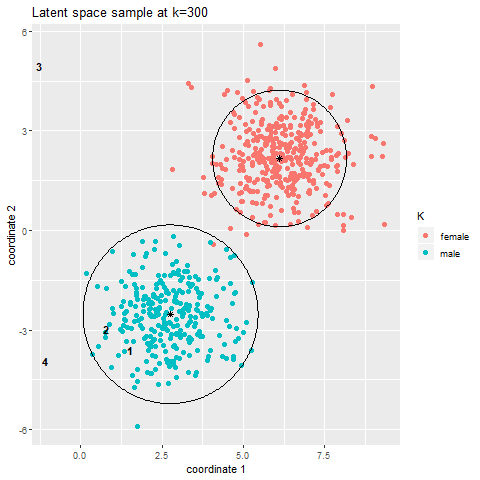 Latent space sample at k=300
6
3
0
-3
-6
coordinate 2
3
2
1
4
0.0 2.5 5.0 7.5
coordinate 1
K
female
male